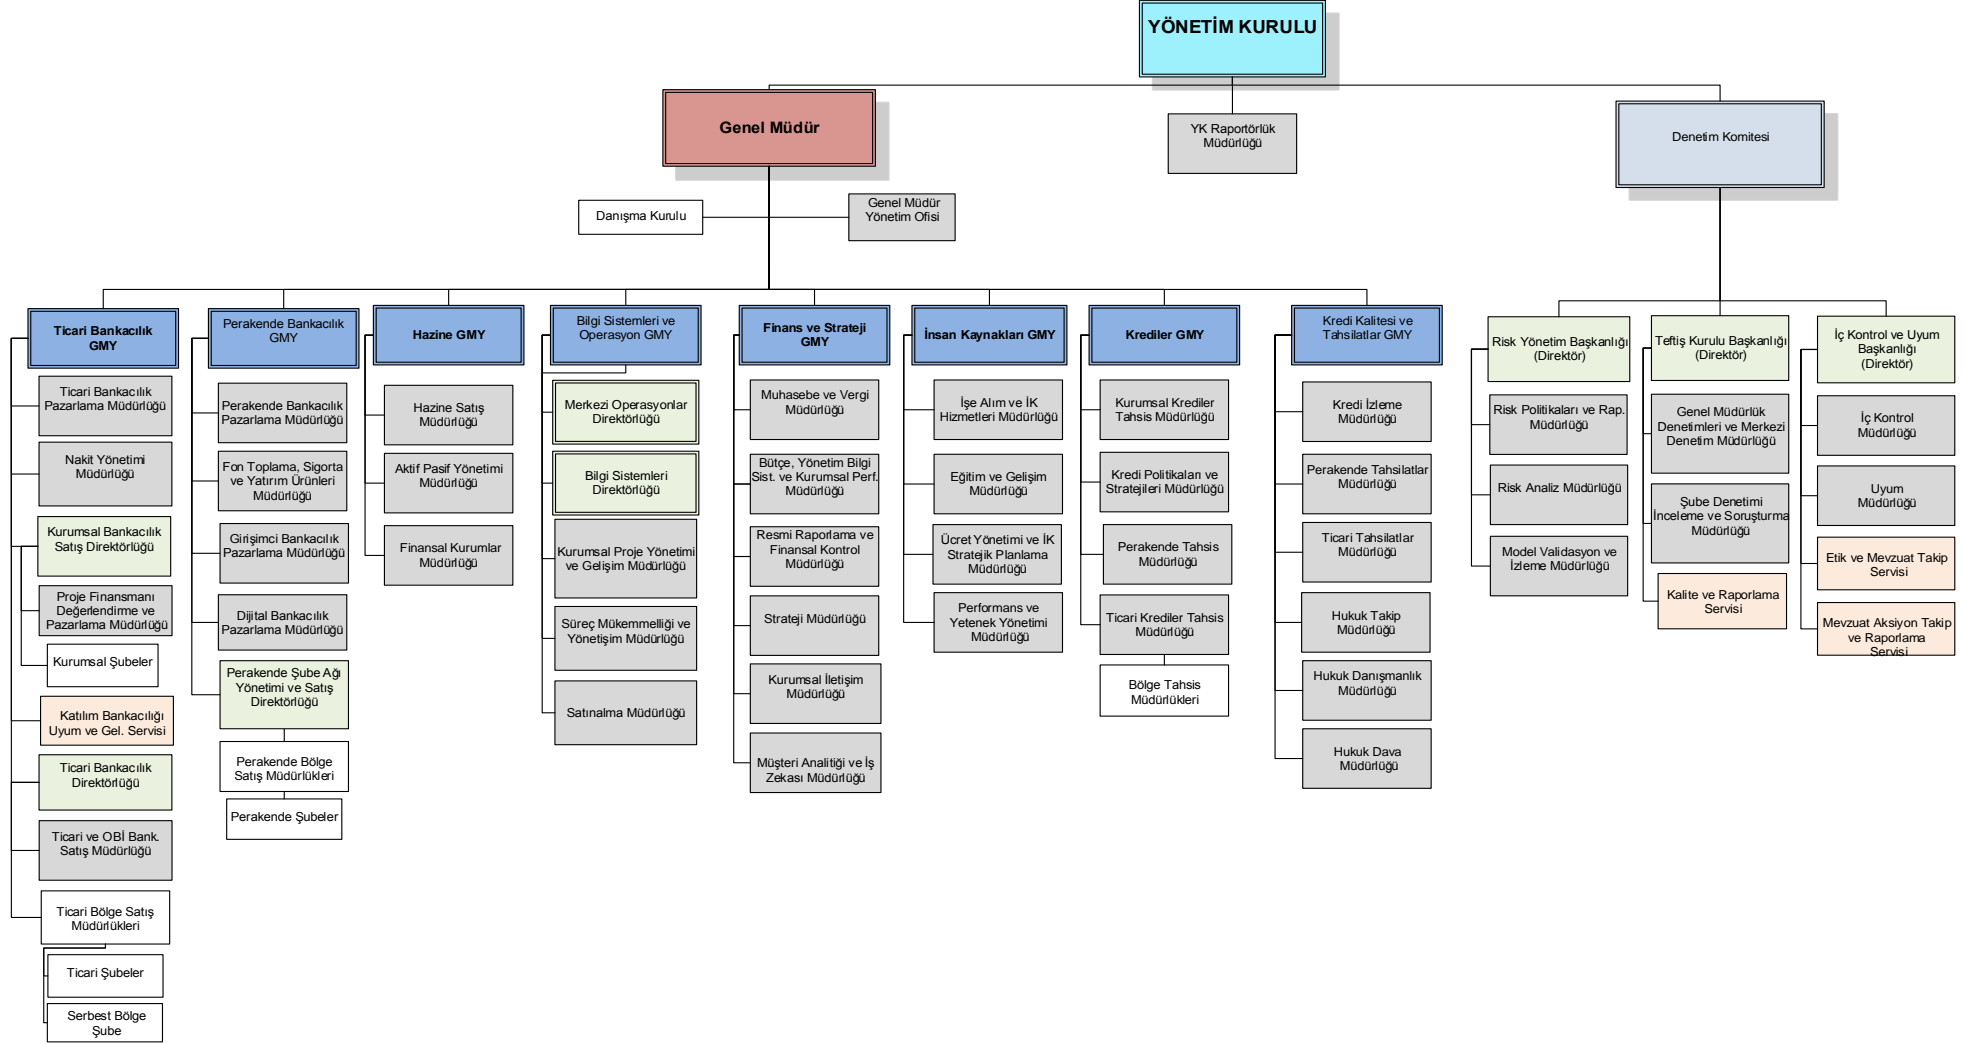 YÖNETİM KURULU
Genel Müdür
YK Raportörlük
Müdürlüğü
Denetim Komitesi
Danışma Kurulu
Genel Müdür
Yönetim Ofisi
Ticari Bankacılık
GMY
Ticari Bankacılık
Pazarlama Müdürlüğü
Nakit Yönetimi
Müdürlüğü
Kurumsal Bankacılık
Satış Direktörlüğü
Proje Finansmanı
Değerlendirme ve
Pazarlama Müdürlüğü
Kurumsal Şubeler
Katılım Bankacılığı
Uyum ve Gel. Servisi
Ticari Bankacılık
Direktörlüğü
Ticari ve OBİ Bank.
Satış Müdürlüğü
Ticari Bölge Satış
Müdürlükleri
Ticari Şubeler
Serbest Bölge
Şube
Perakende Bankacılık
GMY
Perakende Bankacılık
Pazarlama Müdürlüğü
Fon Toplama, Sigorta
ve Yatırım Ürünleri
Müdürlüğü
Girişimci Bankacılık
Pazarlama Müdürlüğü
Dijital Bankacılık
Pazarlama Müdürlüğü
Perakende Şube Ağı
Yönetimi ve Satış
Direktörlüğü
Perakende Bölge
Satış Müdürlükleri
Perakende Şubeler
Hazine GMY
Hazine Satış
Müdürlüğü
Aktif Pasif Yönetimi
Müdürlüğü
Finansal Kurumlar
Müdürlüğü
Bilgi Sistemleri ve
Operasyon GMY
Merkezi Operasyonlar
Direktörlüğü
Bilgi Sistemleri
Direktörlüğü
Kurumsal Proje Yönetimi
ve Gelişim Müdürlüğü
Süreç Mükemmelliği ve
Yönetişim Müdürlüğü
Satınalma Müdürlüğü
Finans ve Strateji
GMY
Muhasebe ve Vergi
Müdürlüğü
Bütçe, Yönetim Bilgi
Sist. ve Kurumsal Perf.
Müdürlüğü
Resmi Raporlama ve
Finansal Kontrol
Müdürlüğü
Strateji Müdürlüğü
Kurumsal İletişim
Müdürlüğü
Müşteri Analitiği ve İş
Zekası Müdürlüğü
İnsan Kaynakları GMY
İşe Alım ve İK
Hizmetleri Müdürlüğü
Eğitim ve Gelişim
Müdürlüğü
Ücret Yönetimi ve İK
Stratejik Planlama
Müdürlüğü
Performans ve
Yetenek Yönetimi
Müdürlüğü
Krediler GMY
Kurumsal Krediler
Tahsis Müdürlüğü
Kredi Politikaları ve
Stratejileri Müdürlüğü
Perakende Tahsis
Müdürlüğü
Ticari Krediler Tahsis
Müdürlüğü
Bölge Tahsis
Müdürlükleri
Kredi Kalitesi ve
Tahsilatlar GMY
Kredi İzleme
Müdürlüğü
Perakende Tahsilatlar
Müdürlüğü
Ticari Tahsilatlar
Müdürlüğü
Hukuk Takip
Müdürlüğü
Hukuk Danışmanlık
Müdürlüğü
Hukuk Dava
Müdürlüğü
Risk Yönetim Başkanlığı
(Direktör)
Risk Politikaları ve Rap.
Müdürlüğü
Risk Analiz Müdürlüğü
Model Validasyon ve
İzleme Müdürlüğü
Teftiş Kurulu Başkanlığı
(Direktör)
Genel Müdürlük
Denetimleri ve Merkezi
Denetim Müdürlüğü
Şube Denetimi
İnceleme ve Soruşturma
Müdürlüğü
Kalite ve Raporlama
Servisi
İç Kontrol ve Uyum
Başkanlığı
(Direktör)
İç Kontrol
Müdürlüğü
Uyum
Müdürlüğü
Etik ve Mevzuat Takip
Servisi
Mevzuat Aksiyon Takip
ve Raporlama
Servisi